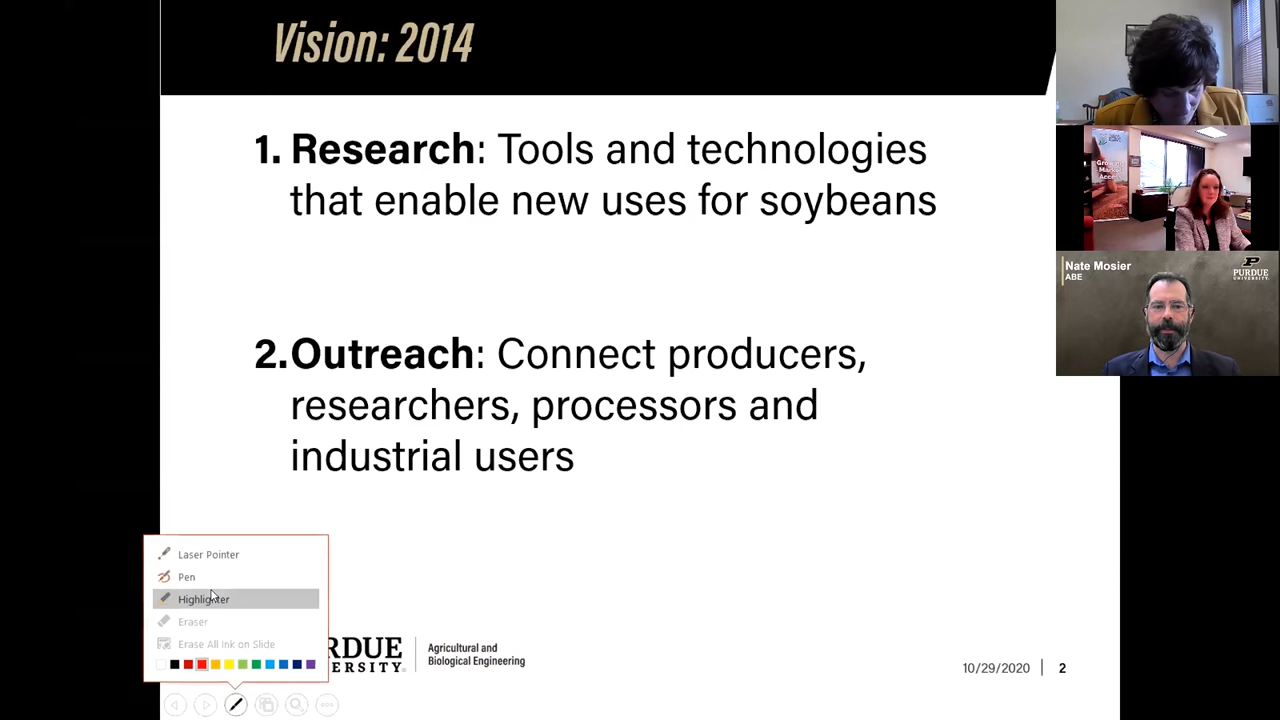 Vision: 2014
1. Research: Tools and technologies
that enable new uses for soybeans
2.Outreach: Connect producers,
researchers, processors and
industrial users
Laser Pointer
Pen
Highlighter
Eraser
Erase All Ink on Slide
RDUE
VERSITY
Agricultural and
Biological Engineering
10/29/2020
2
Market
Nate Mosier
ABE
PURDUE
UNIVERSITY